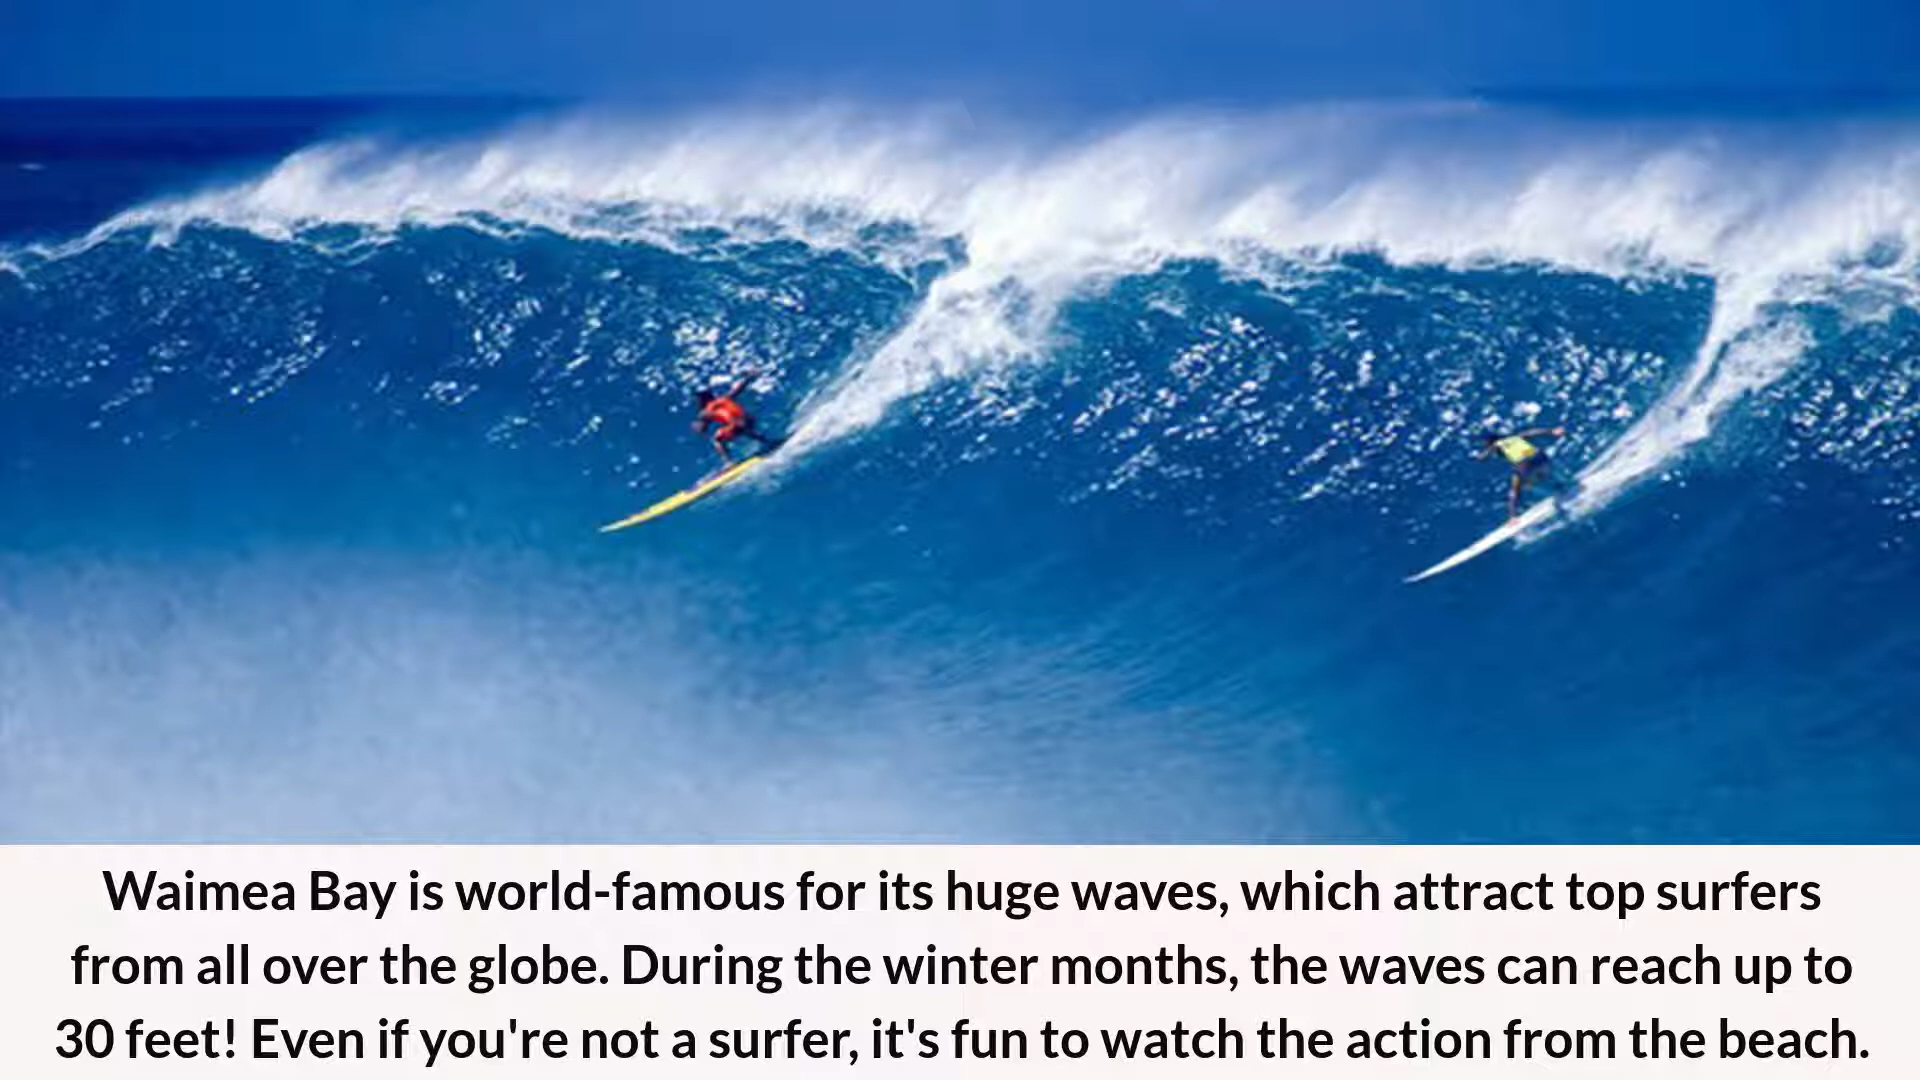 Waimea Bay is world-famous for its huge waves, which attract top surfers
from all over the globe. During the winter months, the waves can reach up to
30 feet! Even if you're not a surfer, it's fun to watch the action from the beach.